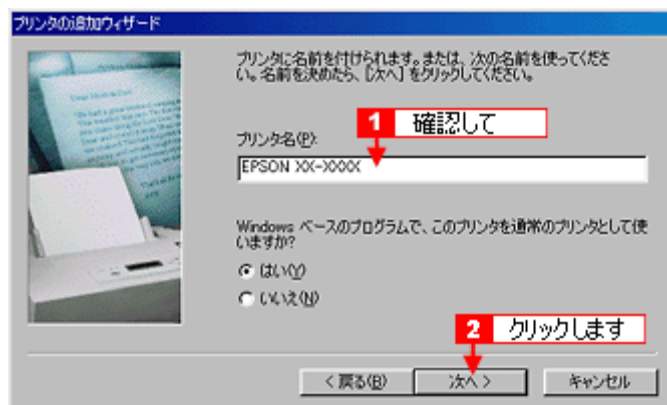 プリンタの追加ウィザード
プリンタに名前を付けられます。または、次の名前を使ってくださ
い。名前を決めたら、[次へ] をクリックしてください。
1 確認して
プリンタ名(P):
EPSON XX-XXXX
Windows ベースのプログラムで、このプリンタを通常のプリンタとして使
いますか?
はい(Y)
いいえ(N)
2 クリックします
< 戻る(B)
次へ >
キャンセル